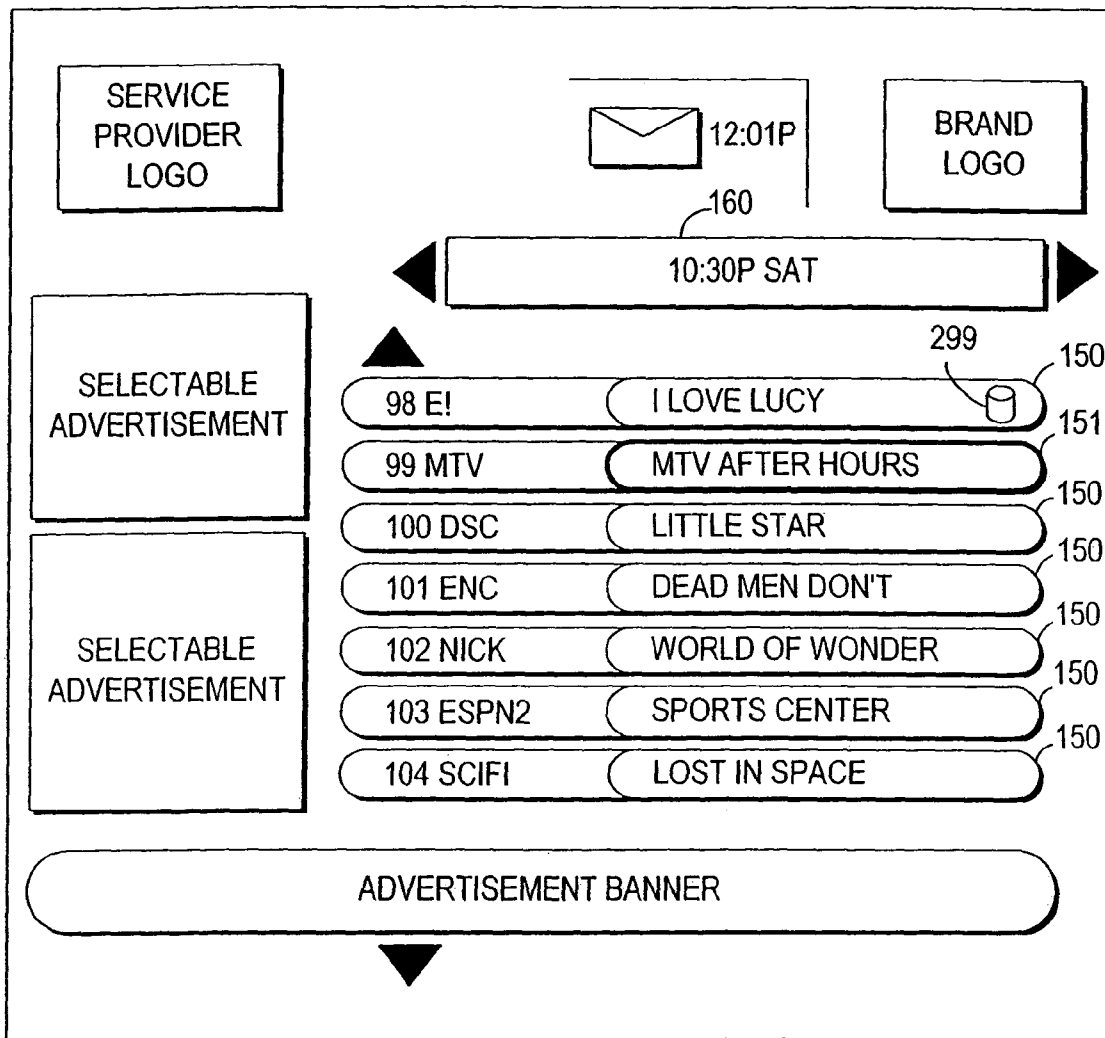 SERVICE
PROVIDER
LOGO
12:01P
BRAND
LOGO
160
10:30P SAT
SELECTABLE
ADVERTISEMENT
299
150
98 E! I LOVE LUCY
151
99 MTV MTV AFTER HOURS
150
100 DSC LITTLE STAR
150
101 ENC DEAD MEN DON'T
150
102 NICK WORLD OF WONDER
150
103 ESPN2 SPORTS CENTER
150
104 SCIFI LOST IN SPACE
SELECTABLE
ADVERTISEMENT
ADVERTISEMENT BANNER